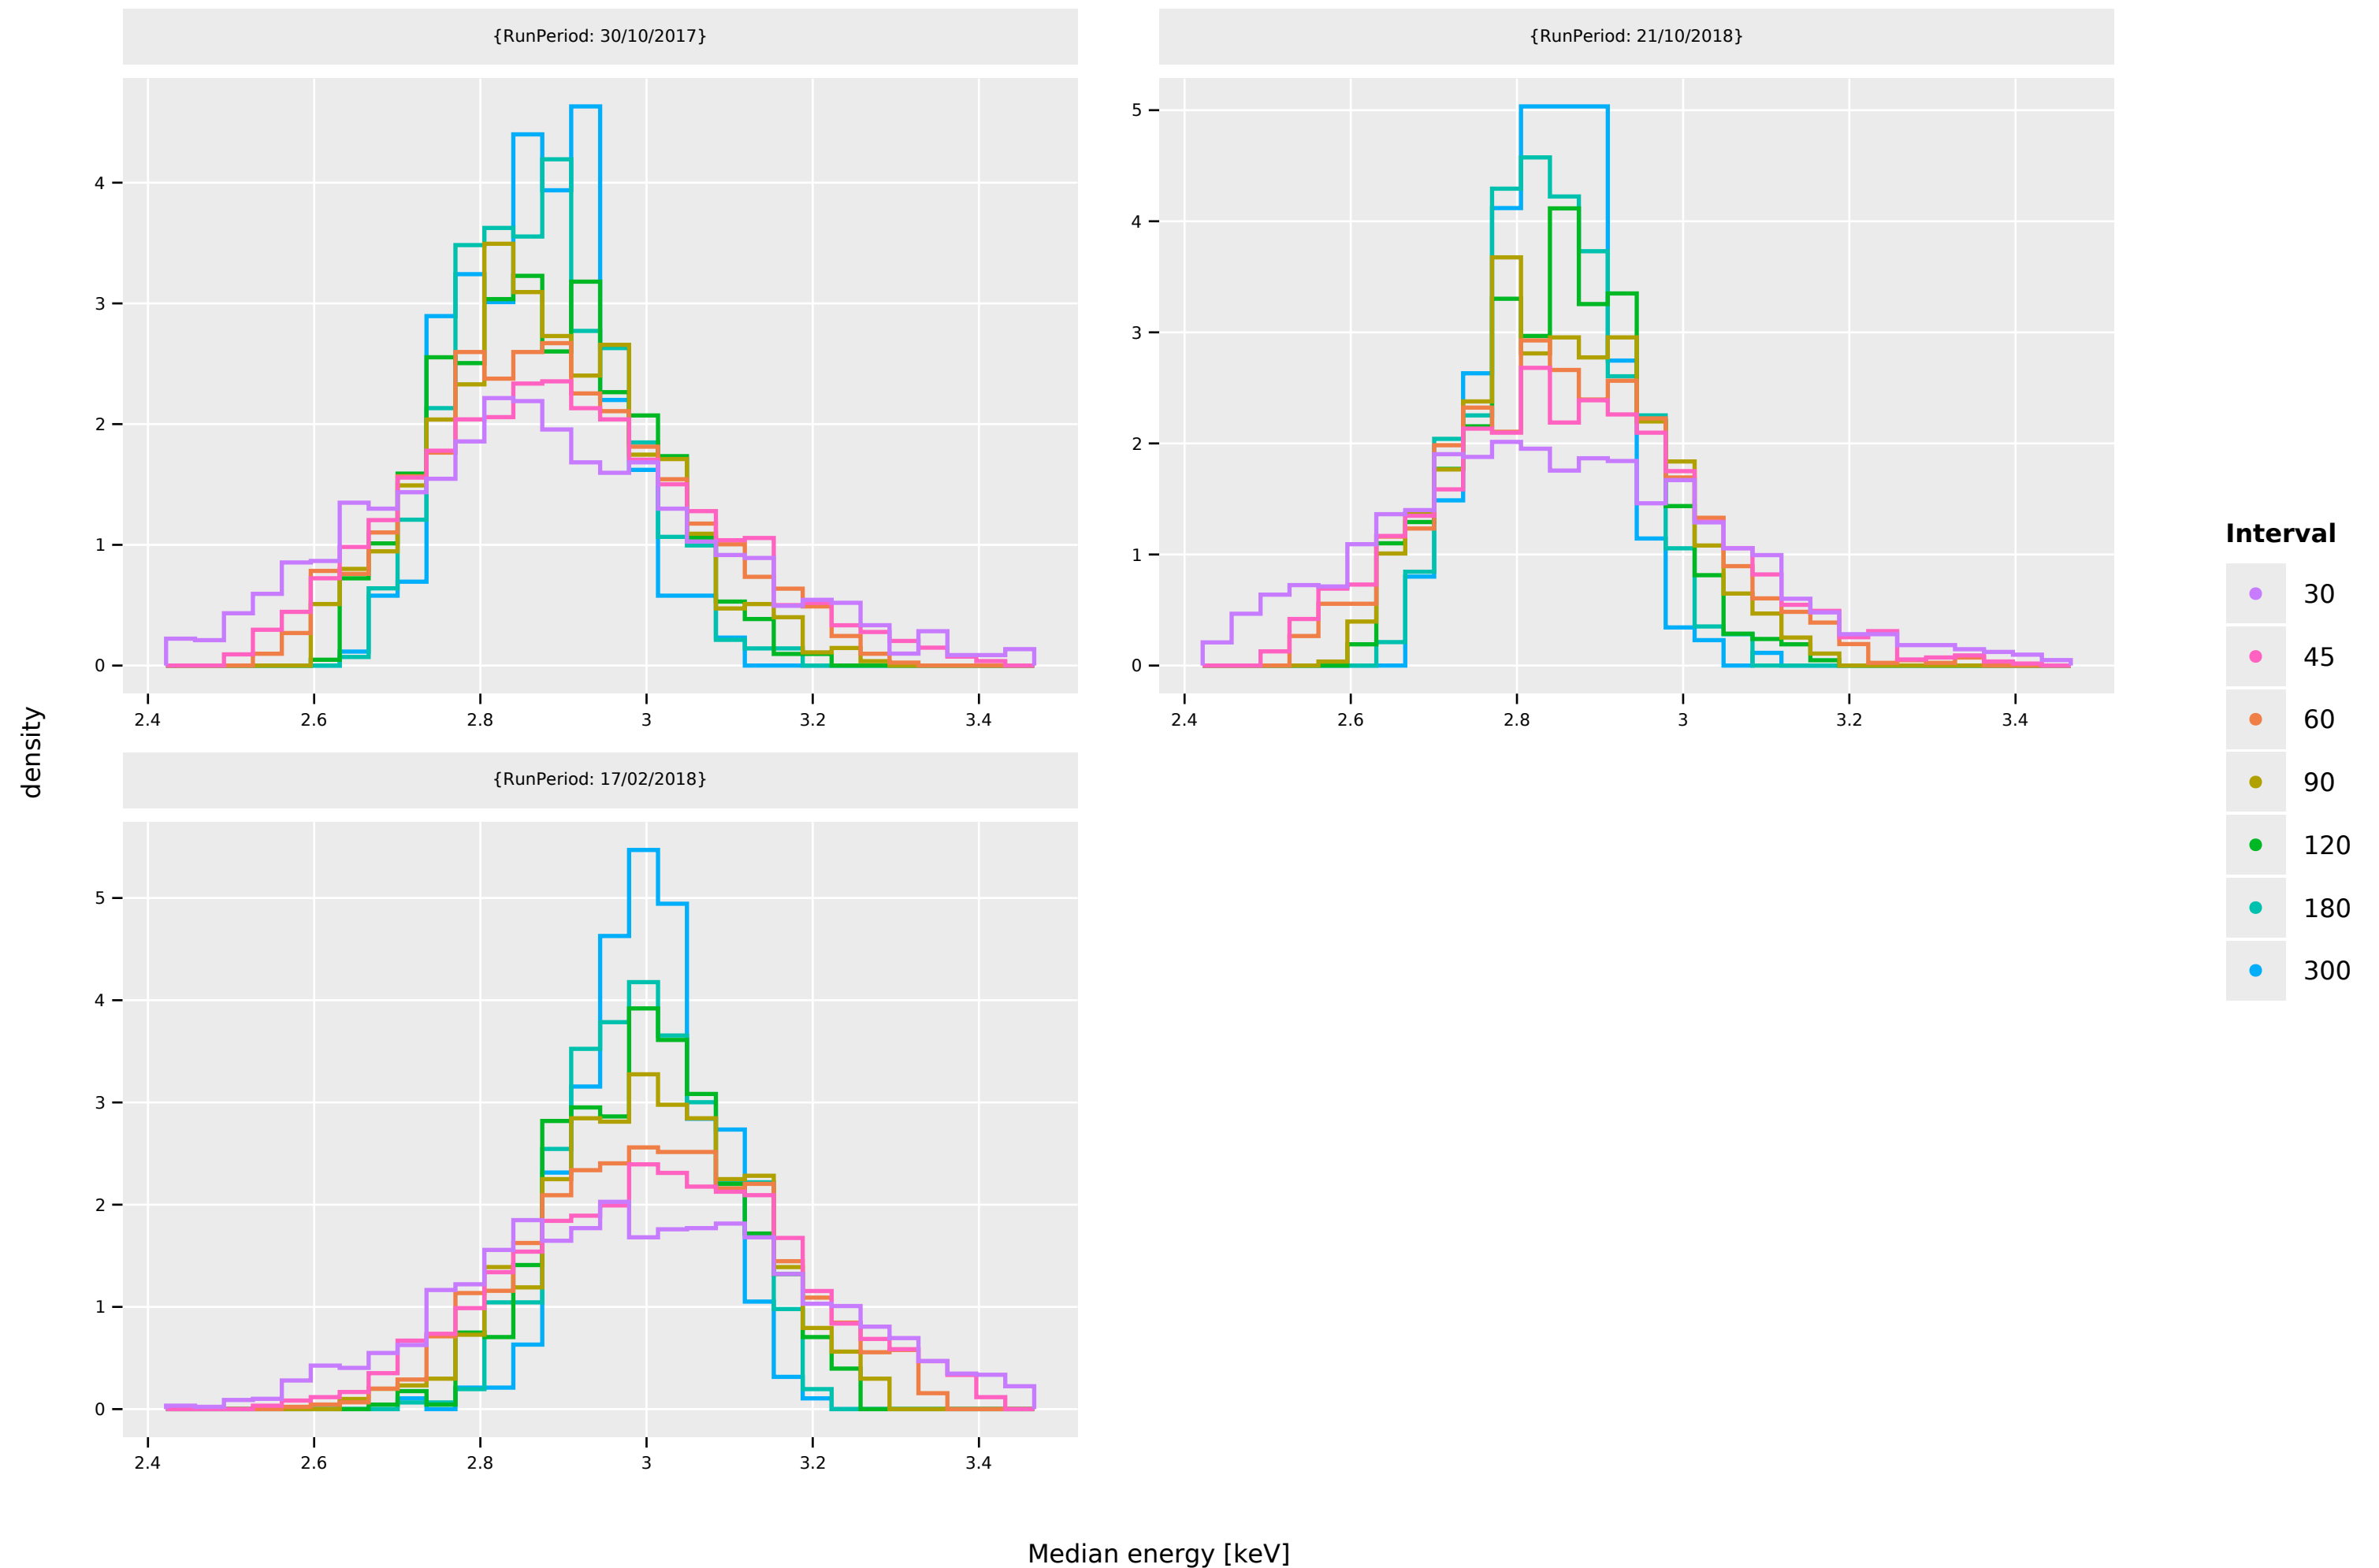 {RunPeriod: 30/10/2017}
{RunPeriod: 21/10/2018}
4
3
2
1
0
2.4 2.6 2.8 3 3.2 3.4
5
4
3
2
1
0
2.4 2.6 2.8 3 3.2 3.4
density
{RunPeriod: 17/02/2018}
5
4
3
2
1
0
2.4 2.6 2.8 3 3.2 3.4
Median energy [keV]
Interval
30
45
60
90
120
180
300